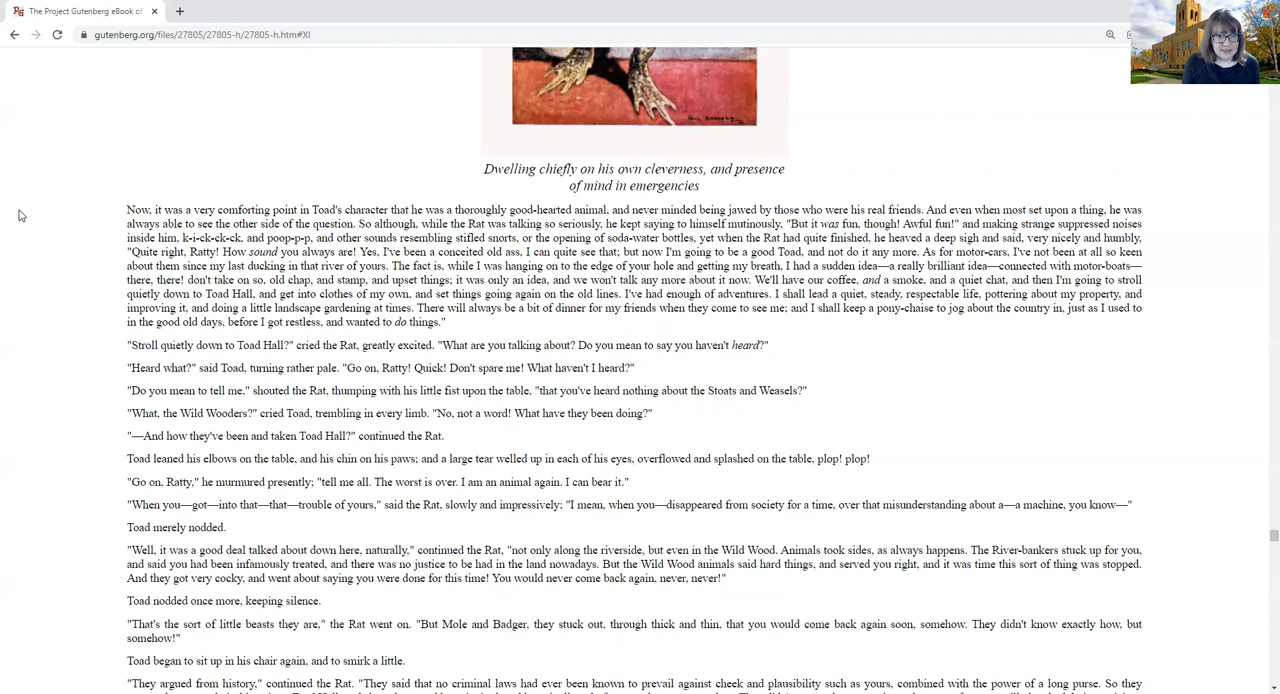 The Project Gutenberg eBook of
gutenberg.org/files/27805/27805-h/27805-h.htm#XI
Dwelling chiefly on his own cleverness, and presence
of mind in emergencies
Now, it was a very comforting point in Toad's character that he was a thoroughly good-hearted animal, and never minded being jawed by those who were his real friends. And even when most set upon a thing, he was
always able to see the other side of the question. So although, while the Rat was talking so seriously, he kept saying to himself mutinously, "But it was fun, though! Awful fun!" and making strange suppressed noises
inside him, k-i-ck-ck-ck, and poop-p-p, and other sounds resembling stifled snorts, or the opening of soda-water bottles, yet when the Rat had quite finished, he heaved a deep sigh and said, very nicely and humbly,
"Quite right, Ratty! How sound you always are! Yes, I've been a conceited old ass, I can quite see that; but now I'm going to be a good Toad, and not do it any more. As for motor-cars, I've not been at all so keen
about them since my last ducking in that river of yours. The fact is, while I was hanging on to the edge of your hole and getting my breath, I had a sudden idea—a really brilliant idea—connected with motor-boats—
there, there! don't take on so, old chap, and stamp, and upset things; it was only an idea, and we won't talk any more about it now. We'll have our coffee, and a smoke, and a quiet chat, and then I'm going to stroll
quietly down to Toad Hall, and get into clothes of my own, and set things going again on the old lines. I've had enough of adventures. I shall lead a quiet, steady, respectable life, pottering about my property, and
improving it, and doing a little landscape gardening at times. There will always be a bit of dinner for my friends when they come to see me; and I shall keep a pony-chaise to jog about the country in, just as I used to
in the good old days, before I got restless, and wanted to do things."
"Stroll quietly down to Toad Hall?" cried the Rat, greatly excited. "What are you talking about? Do you mean to say you haven't heard?"
"Heard what?" said Toad, turning rather pale. "Go on, Ratty! Quick! Don't spare me! What haven't I heard?"
"Do you mean to tell me," shouted the Rat, thumping with his little fist upon the table, "that you've heard nothing about the Stoats and Weasels?"
"What, the Wild Wooders?" cried Toad, trembling in every limb. "No, not a word! What have they been doing?"
"—And how they've been and taken Toad Hall?" continued the Rat.
Toad leaned his elbows on the table, and his chin on his paws; and a large tear welled up in each of his eyes, overflowed and splashed on the table, plop! plop!
"Go on, Ratty," he murmured presently; "tell me all. The worst is over. I am an animal again. I can bear it."
"When you—got—into that—that—trouble of yours," said the Rat, slowly and impressively; "I mean, when you—disappeared from society for a time, over that misunderstanding about a—a machine, you know—"
Toad merely nodded.
"Well, it was a good deal talked about down here, naturally," continued the Rat, "not only along the riverside, but even in the Wild Wood. Animals took sides, as always happens. The River-bankers stuck up for you,
and said you had been infamously treated, and there was no justice to be had in the land nowadays. But the Wild Wood animals said hard things, and served you right, and it was time this sort of thing was stopped.
And they got very cocky, and went about saying you were done for this time! You would never come back again, never, never!"
Toad nodded once more, keeping silence.
"That's the sort of little beasts they are," the Rat went on. "But Mole and Badger, they stuck out, through thick and thin, that you would come back again soon, somehow. They didn't know exactly how, but
somehow!"
Toad began to sit up in his chair again, and to smirk a little.
"They argued from history," continued the Rat. "They said that no criminal laws had ever been known to prevail against cheek and plausibility such as yours, combined with the power of a long purse. So they